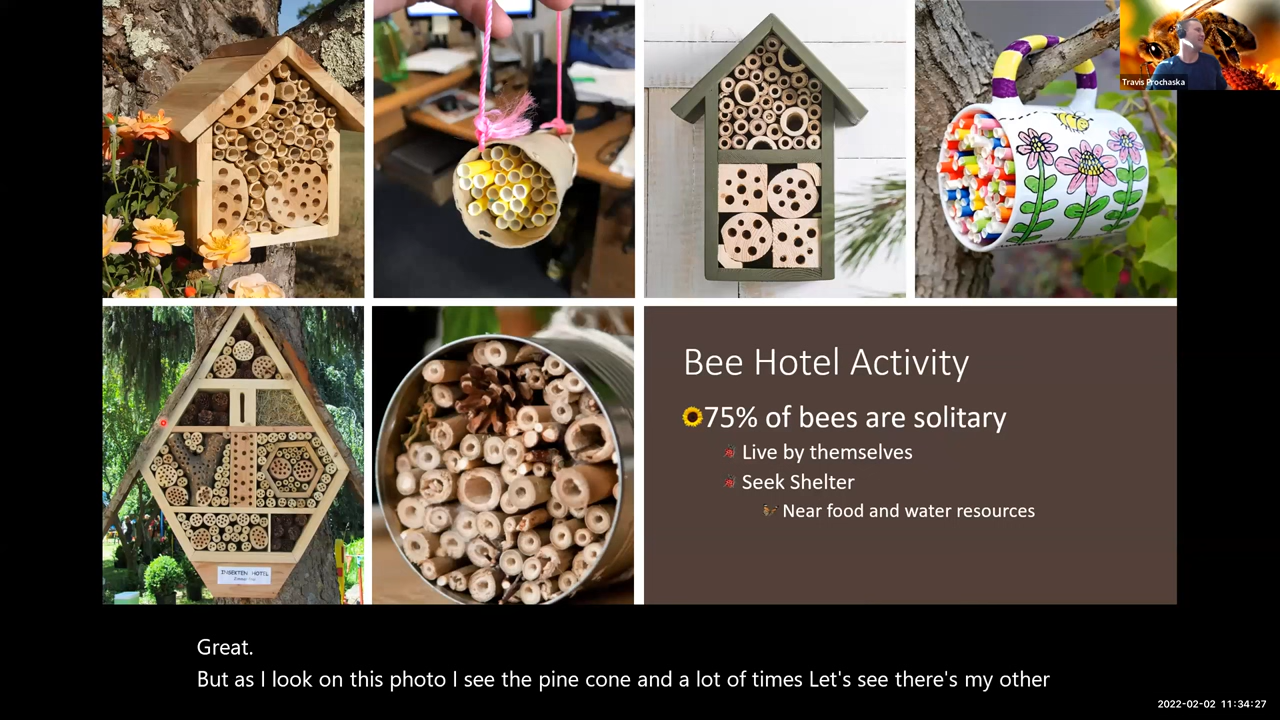 Travis Prochaska
Bee Hotel Activity
75% of bees are solitary
Live by themselves
Seek Shelter
Near food and water resources
INSEKTEN HOTEL
Great.
But as I look on this photo I see the pine cone and a lot of times Let's see there's my other
2022-02-02 11:34:27